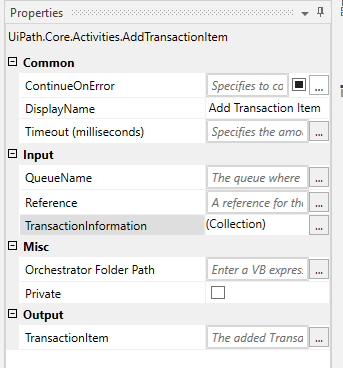 Properties
UiPath.Core.Activities.AddTransactionItem
Common
ContinueOnError Specifies to co ...
DisplayName Add Transaction Item
Timeout (milliseconds) Specifies the amo ...
Input
QueueName The queue where ...
Reference A reference for the ...
TransactionInformation (Collection) ...
Misc
Orchestrator Folder Path Enter a VB express ...
Private
Output
TransactionItem The added Transa ...